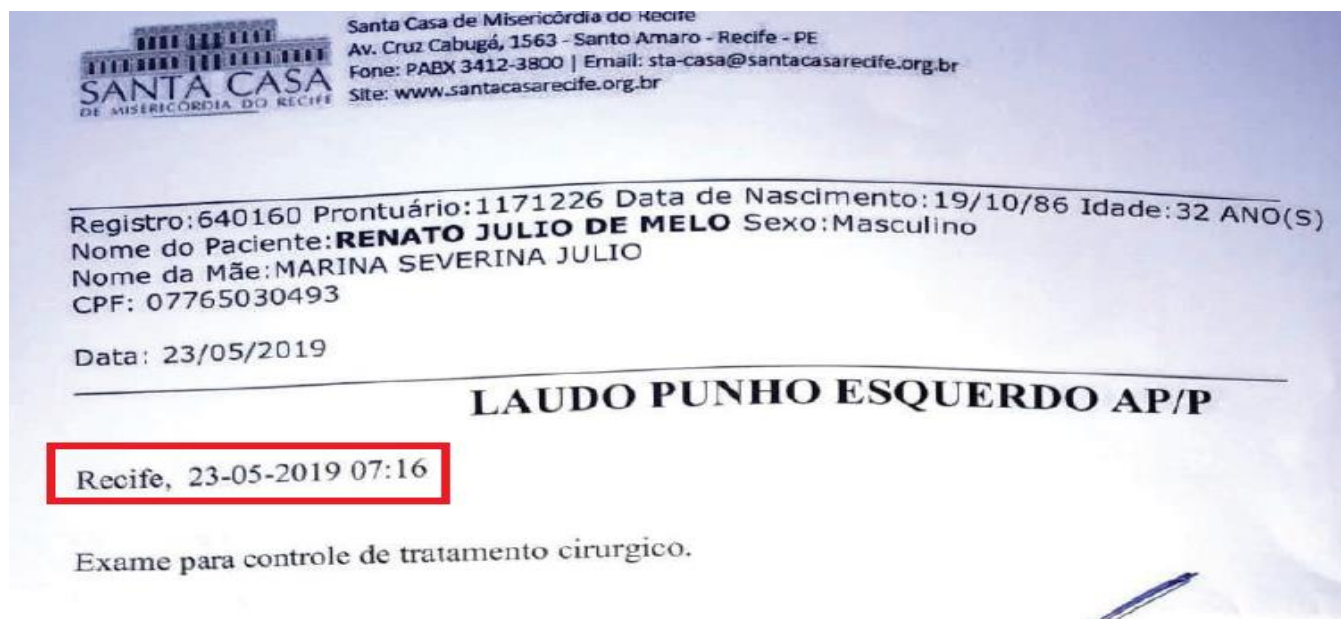 SANTA CASA
DE MISERICÓRDIA DO RECIFE
Santa Casa de Misericórdia do Recife
Av. Cruz Cabugá, 1563 - Santo Amaro - Recife - PE
Fone: PABX 3412-3800 | Email: sta-casa@santacasarecife.org.br
Site: www.santacasarecife.org.br
Registro:640160 Prontuário:1171226 Data de Nascimento:19/10/86 Idade:32 ANO(S)
Nome do Paciente:RENATO JULIO DE MELO Sexo:Masculino
Nome da Mãe:MARINA SEVERINA JULIO
CPF: 07765030493
Data: 23/05/2019
LAUDO PUNHO ESQUERDO AP/P
Recife, 23-05-2019 07:16
Exame para controle de tratamento cirurgico.